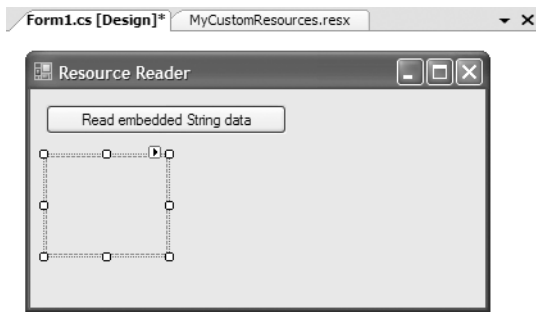 Form1.cs [Design]* MyCustomResources.resx
Resource Reader
Read embedded String data